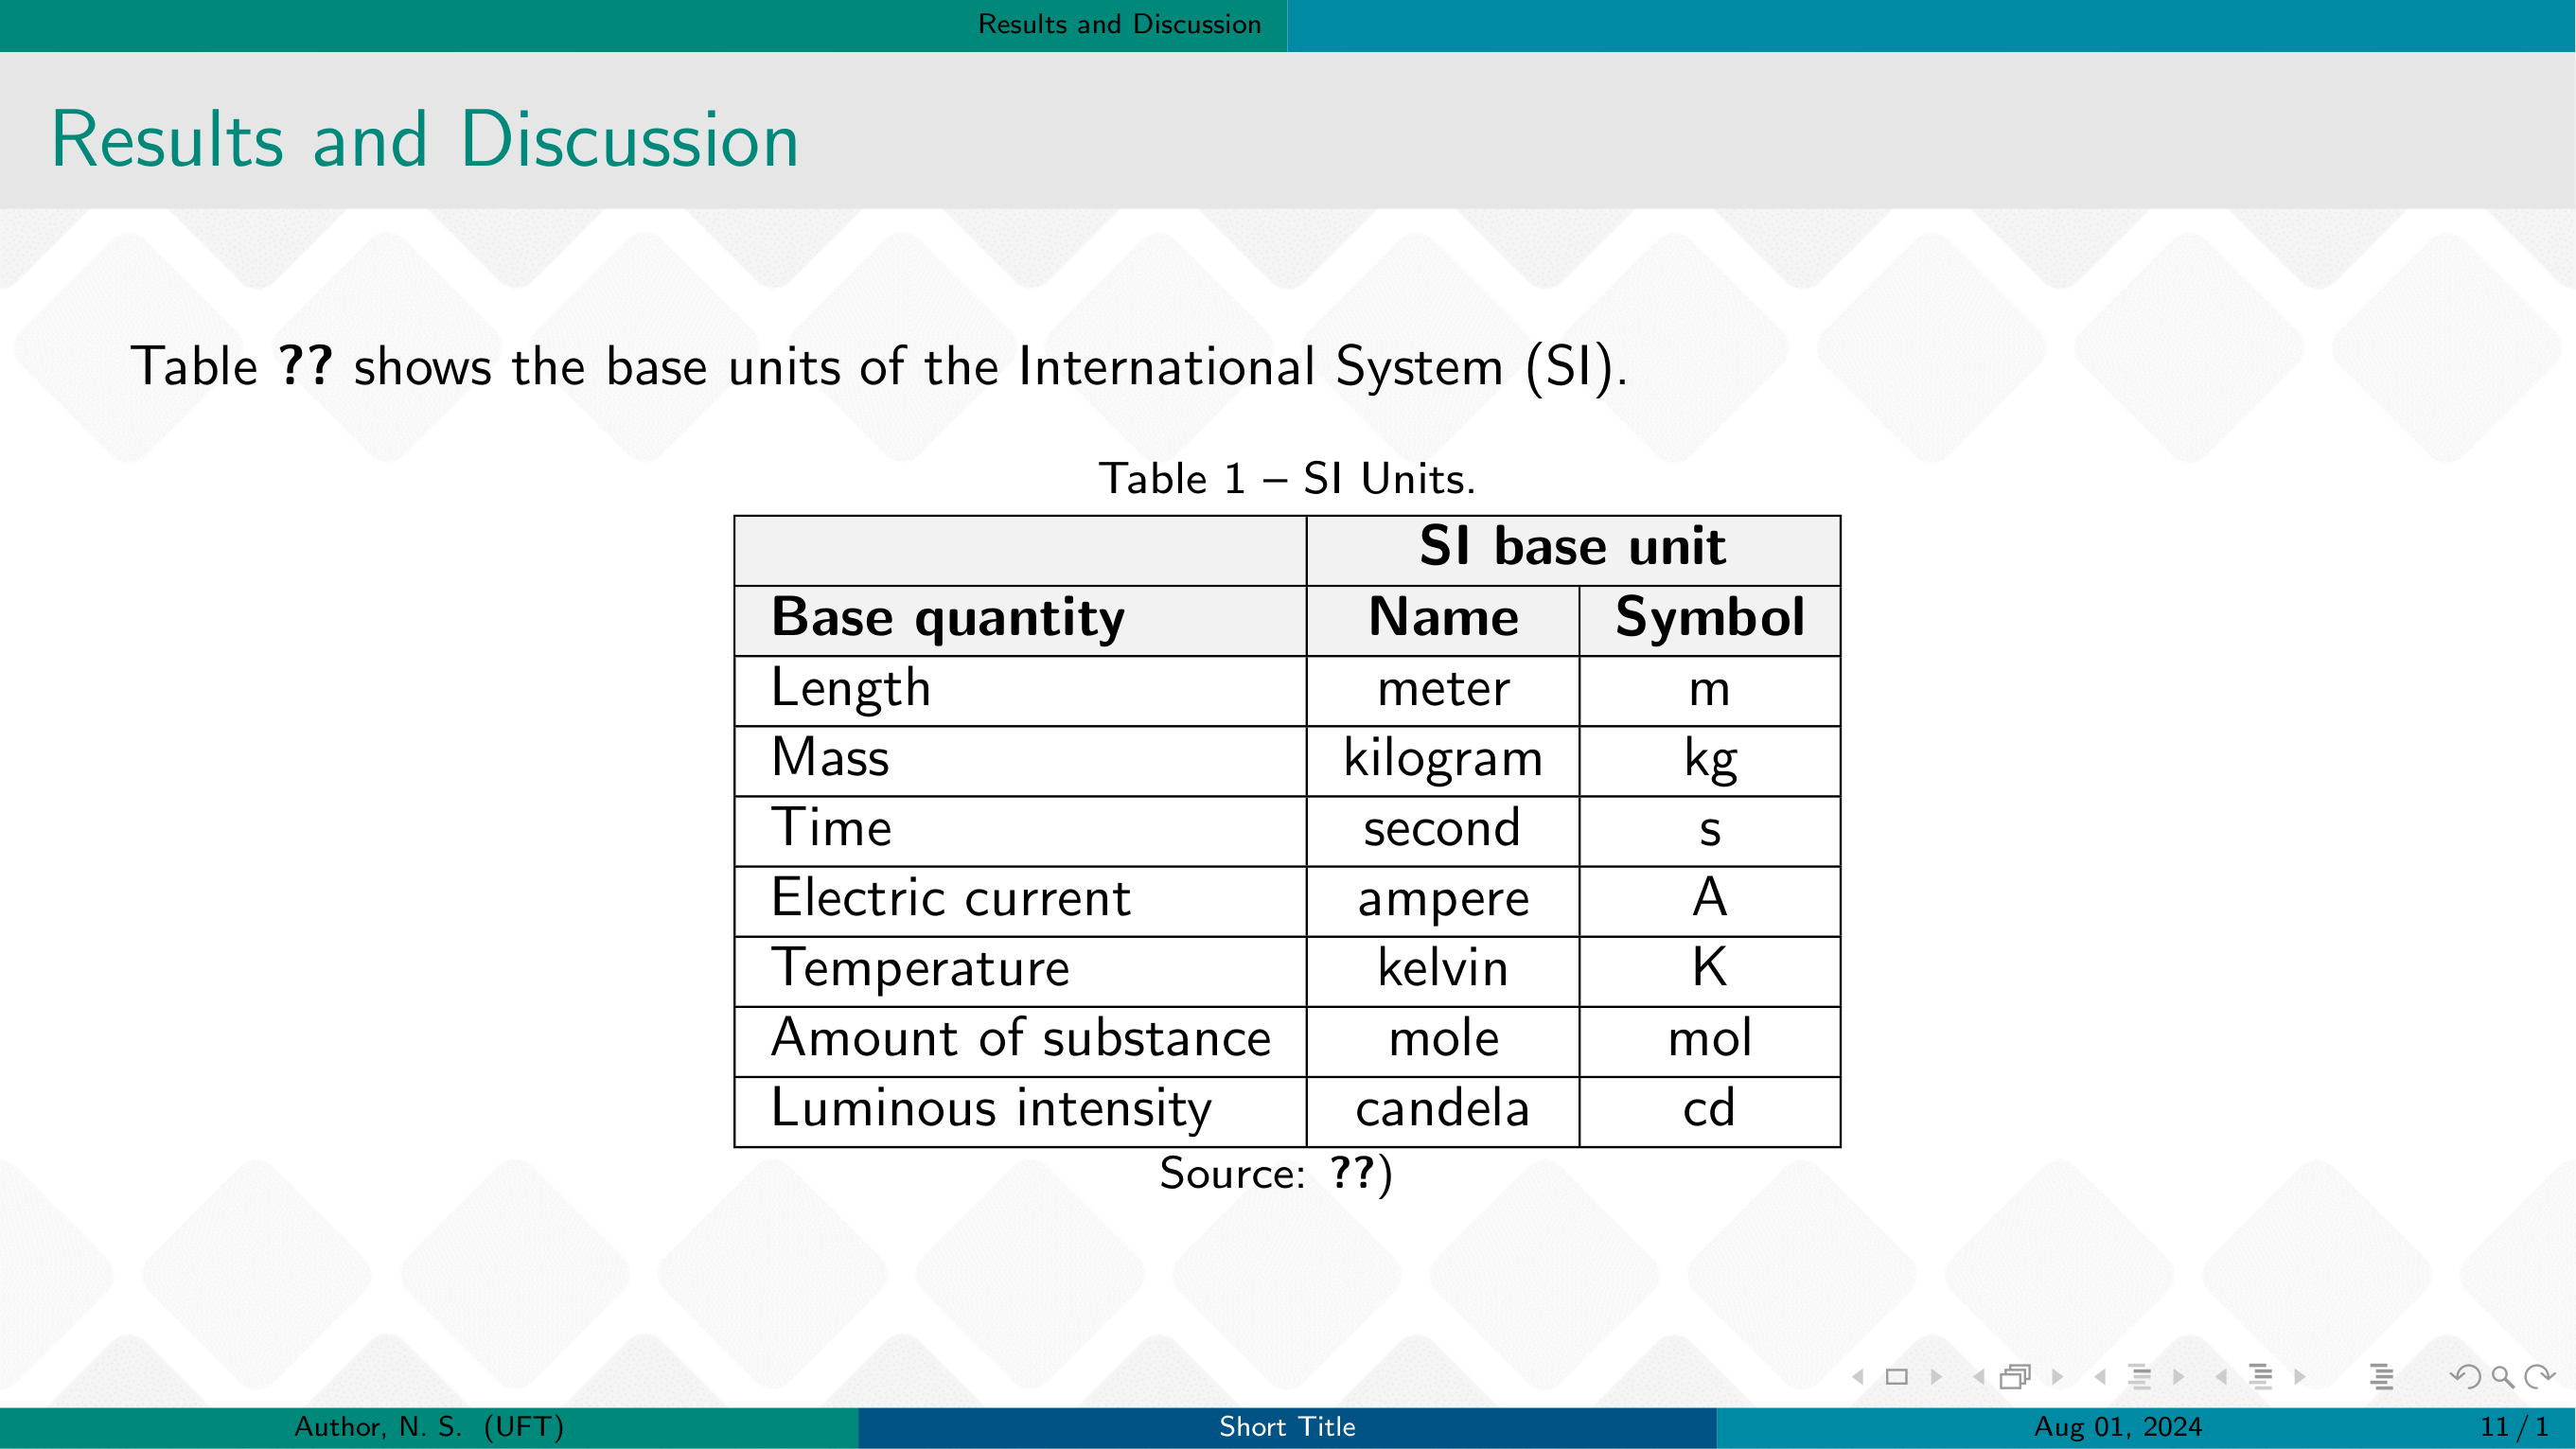 Results and Discussion
Results and Discussion
Table ?? shows the base units of the International System (SI).
Table 1 – SI Units.
SI base unit
Base quantity Name Symbol
Length meter m
Mass kilogram kg
Time second s
Electric current ampere A
Temperature kelvin K
Amount of substance mole mol
Luminous intensity candela cd
Source: ??)
Author, N. S. (UFT) Short Title Aug 01, 2024 11 / 1